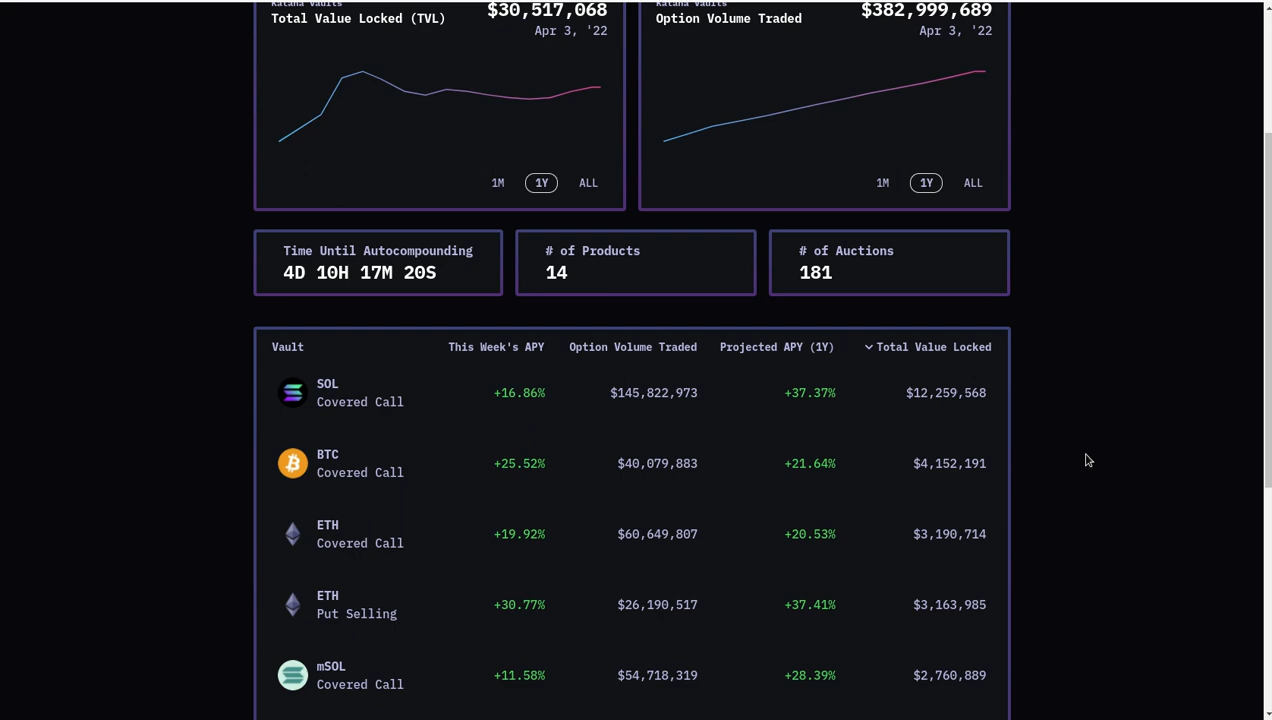 Katana Vaults
Total Value Locked (TVL)
$30,517,068
Apr 3, '22
1M 1Y ALL
Katana Vaults
Option Volume Traded
$382,999,689
Apr 3, '22
1M 1Y ALL
Time Until Autocompounding
4D 10H 17M 20S
# of Products
14
# of Auctions
181
Vault This Week's APY Option Volume Traded Projected APY (1Y) Total Value Locked
SOL
Covered Call
+16.86% $145,822,973 +37.37% $12,259,568
BTC
Covered Call
+25.52% $40,079,883 +21.64% $4,152,191
ETH
Covered Call
+19.92% $60,649,807 +20.53% $3,190,714
ETH
Put Selling
+30.77% $26,190,517 +37.41% $3,163,985
mSOL
Covered Call
+11.58% $54,718,319 +28.39% $2,760,889